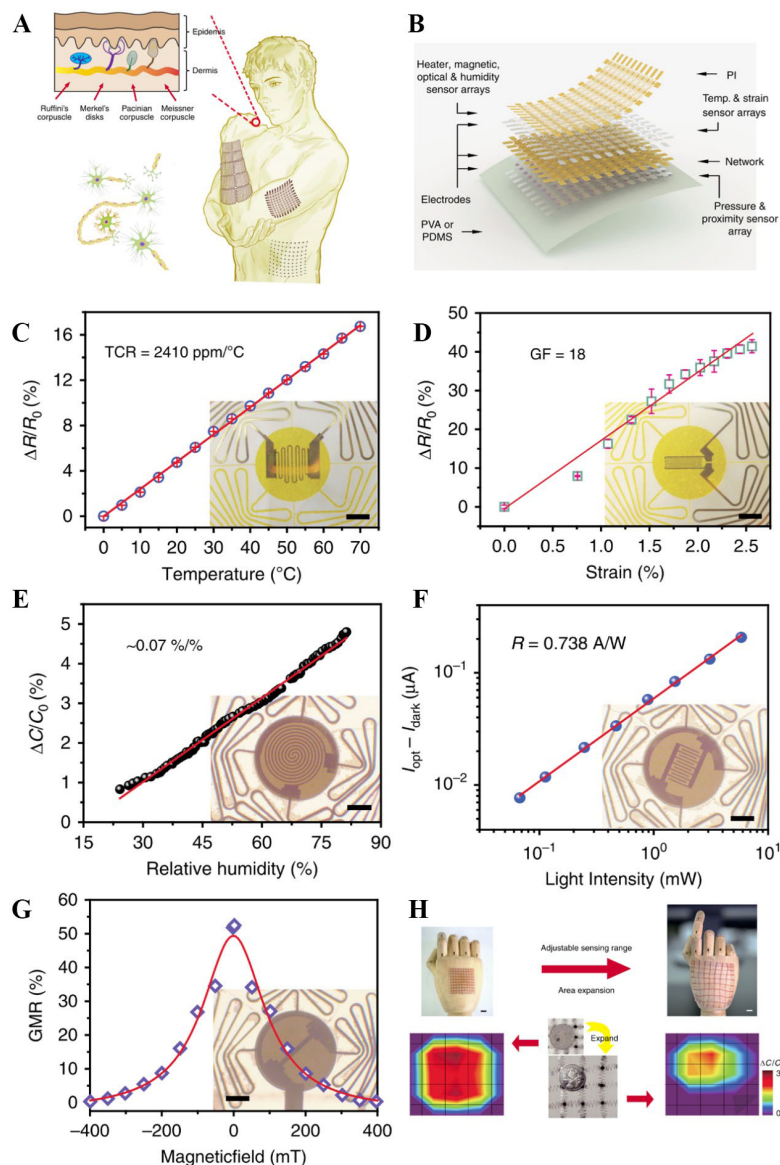 A
Epidemis
Dermis
Ruffini's corpuscle
Merkel's disks
Pacinian corpuscle
Meissner corpuscle
B
Heater, magnetic, optical & humidity sensor arrays
Electrodes
PVA or PDMS
PI
Temp. & strain sensor arrays
Network
Pressure & proximity sensor array
C
TCR = 2410 ppm/°C
ΔR/R0 (%)
16
12
8
4
0
0 10 20 30 40 50 60 70
Temperature (°C)
D
GF = 18
ΔR/R0 (%)
50
40
30
20
10
0
0.0 0.5 1.0 1.5 2.0 2.5
Strain (%)
E
~0.07 %/%
ΔC/C0 (%)
5
4
3
2
1
0
15 30 45 60 75 90
Relative humidity (%)
F
R = 0.738 A/W
Iopt – Idark (µA)
10⁻¹
10⁻²
10⁻¹ 10⁰ 10¹
Light Intensity (mW)
G
GMR (%)
60
50
40
30
20
10
0
−400 −200 0 200 400
Magneticfield (mT)
H
Adjustable sensing range
Area expansion
Expand
ΔC/C
3
0